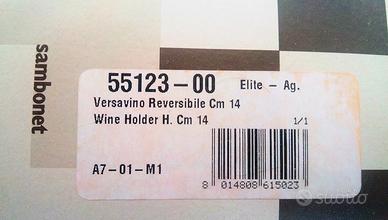 sambonet
55123-00 Elite - Ag.
Versavino Reversibile Cm 14
Wine Holder H. Cm 14
1/1
A7-01-M1
8 014808 615023
subito